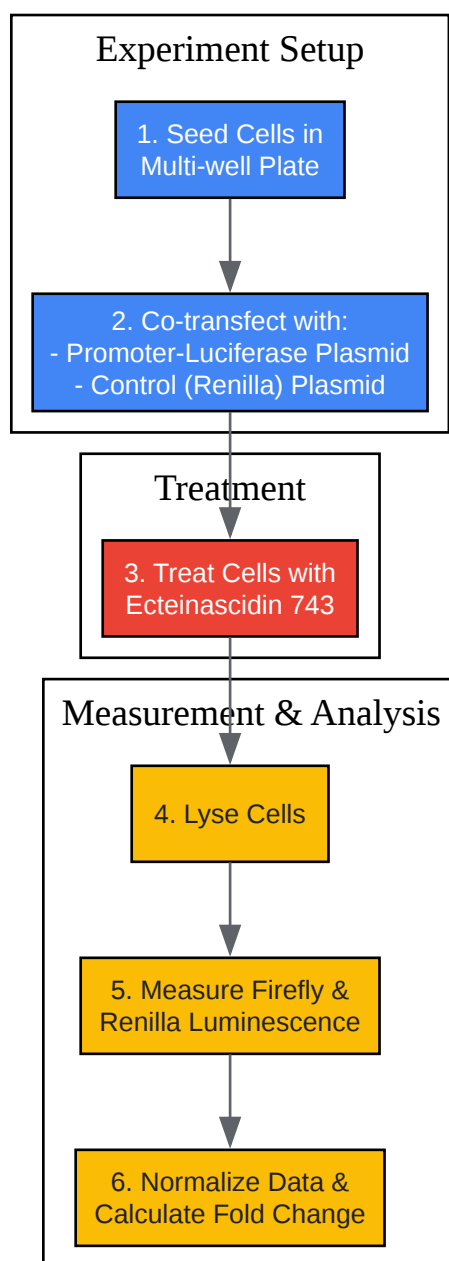 Experiment Setup
1. Seed Cells in
Multi-well Plate
2. Co-transfect with:
- Promoter-Luciferase Plasmid
- Control (Renilla) Plasmid
Treatment
3. Treat Cells with
Ecteinascidin 743
Measurement & Analysis
4. Lyse Cells
5. Measure Firefly &
Renilla Luminescence
6. Normalize Data &
Calculate Fold Change